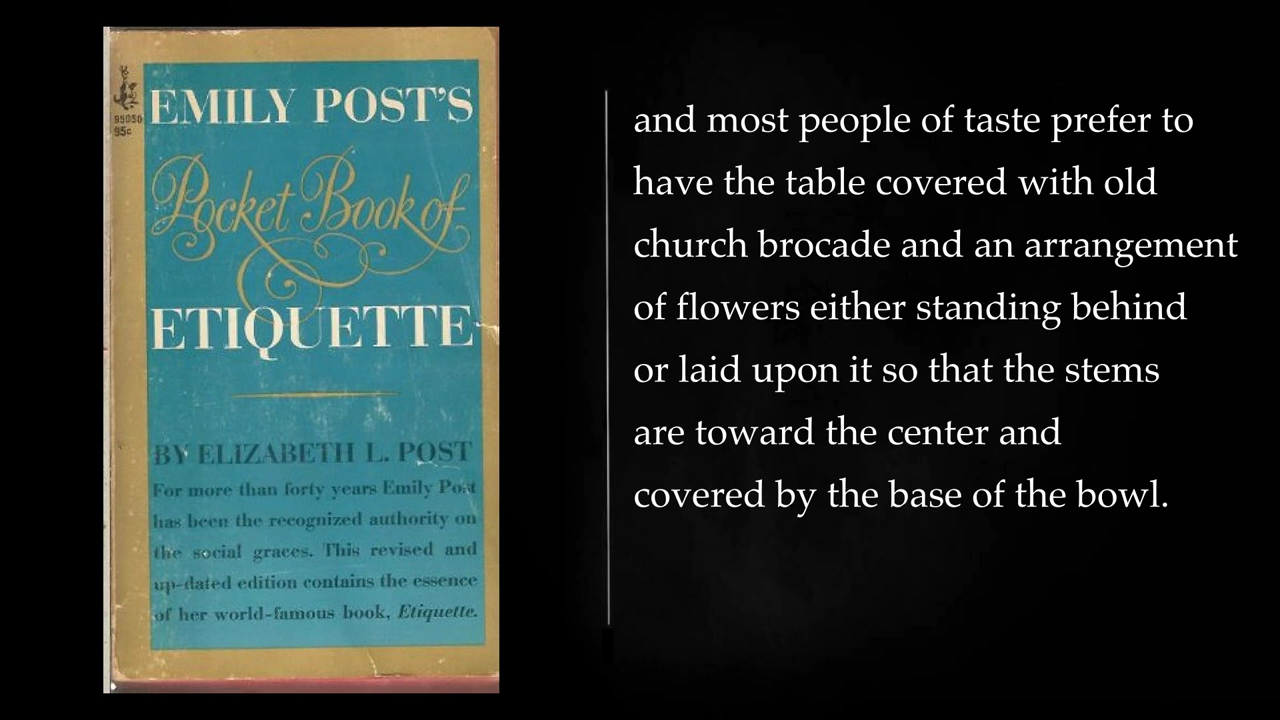 95050
95c
EMILY POST'S
Pocket Book of
ETIQUETTE
BY ELIZABETH L. POST
For more than forty years Emily Post
has been the recognized authority on
the social graces. This revised and
up-dated edition contains the essence
of her world-famous book, Etiquette.
and most people of taste prefer to
have the table covered with old
church brocade and an arrangement
of flowers either standing behind
or laid upon it so that the stems
are toward the center and
covered by the base of the bowl.